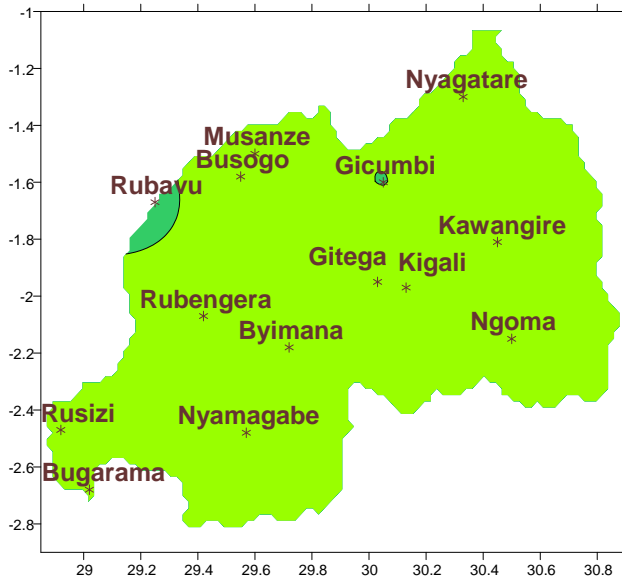 -1
-1.2
-1.4
-1.6
-1.8
-2
-2.2
-2.4
-2.6
-2.8
Nyagatare
Musanze
Busogo
Gicumbi
Rubavu
Kawangire
Gitega
Kigali
Rubengera
Byimana
Ngoma
Rusizi
Nyamagabe
Bugarama
29 29.2 29.4 29.6 29.8 30 30.2 30.4 30.6 30.8